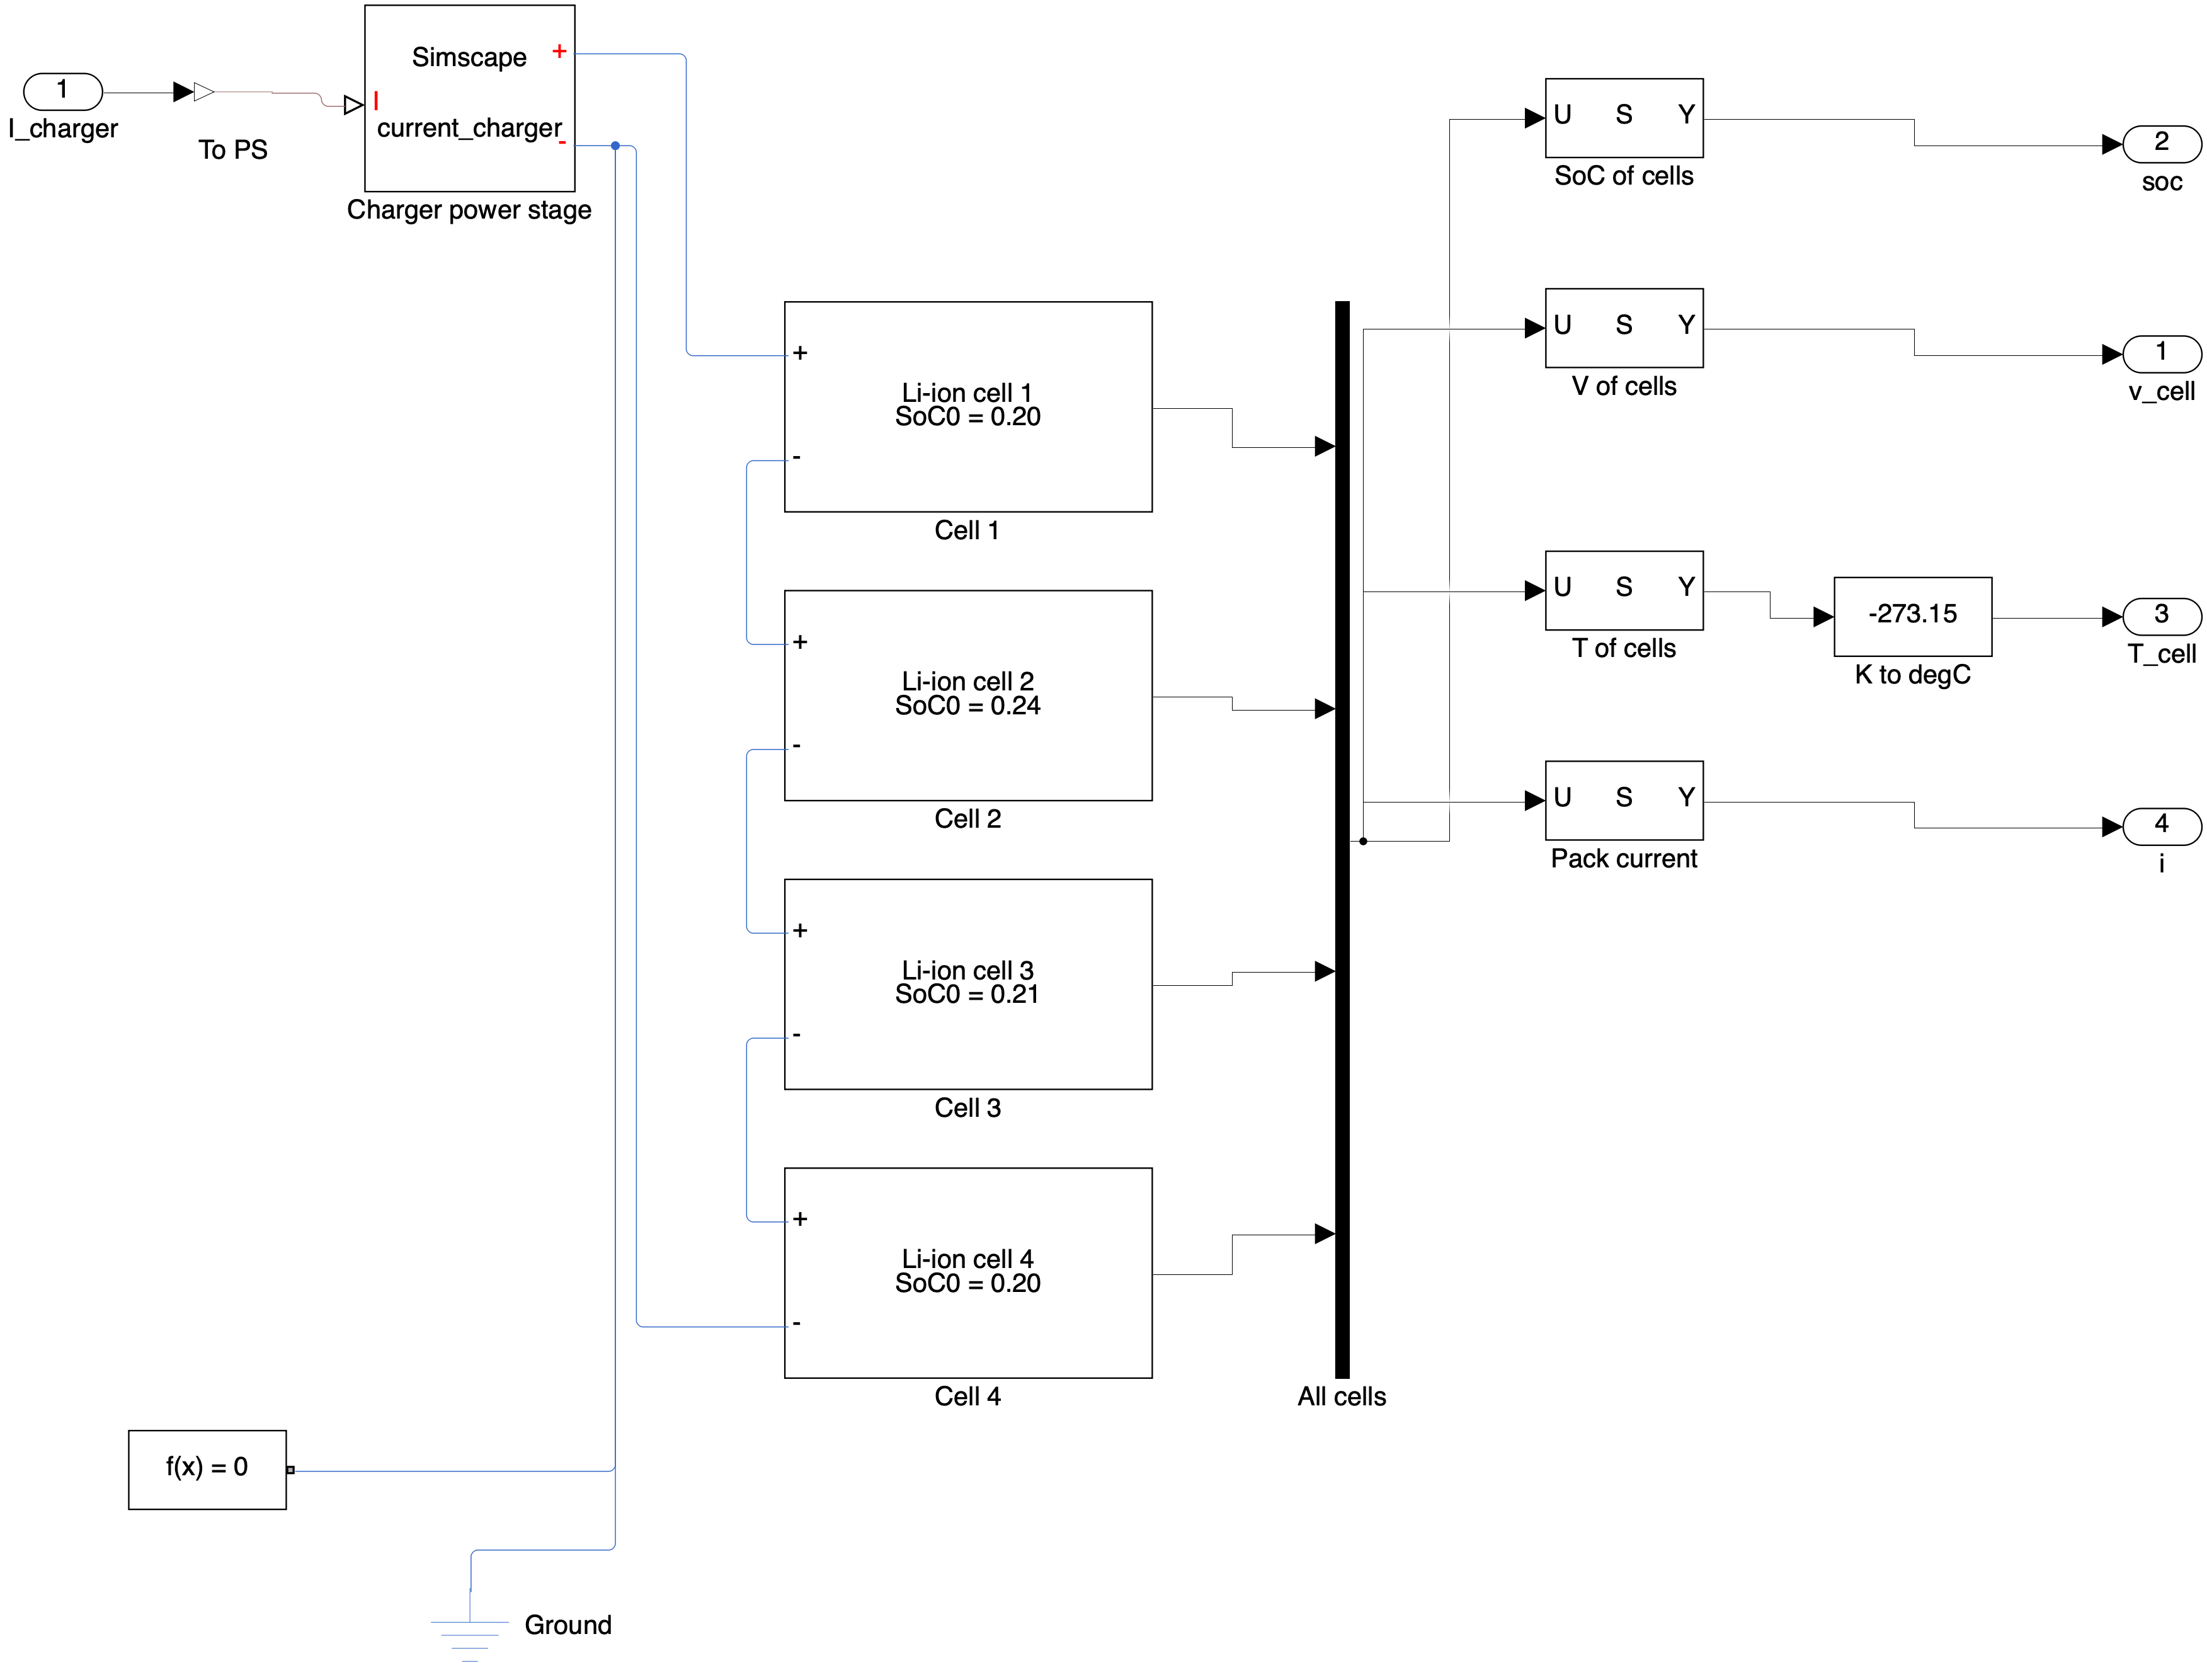 1
I_charger
To PS
Simscape
+
I
current_charger
-
Charger power stage
+
Li-ion cell 1
SoC0 = 0.20
-
Cell 1
+
Li-ion cell 2
SoC0 = 0.24
-
Cell 2
+
Li-ion cell 3
SoC0 = 0.21
-
Cell 3
+
Li-ion cell 4
SoC0 = 0.20
-
Cell 4
All cells
U S Y
SoC of cells
2
soc
U S Y
V of cells
1
v_cell
U S Y
T of cells
-273.15
K to degC
3
T_cell
U S Y
Pack current
4
i
f(x) = 0
Ground